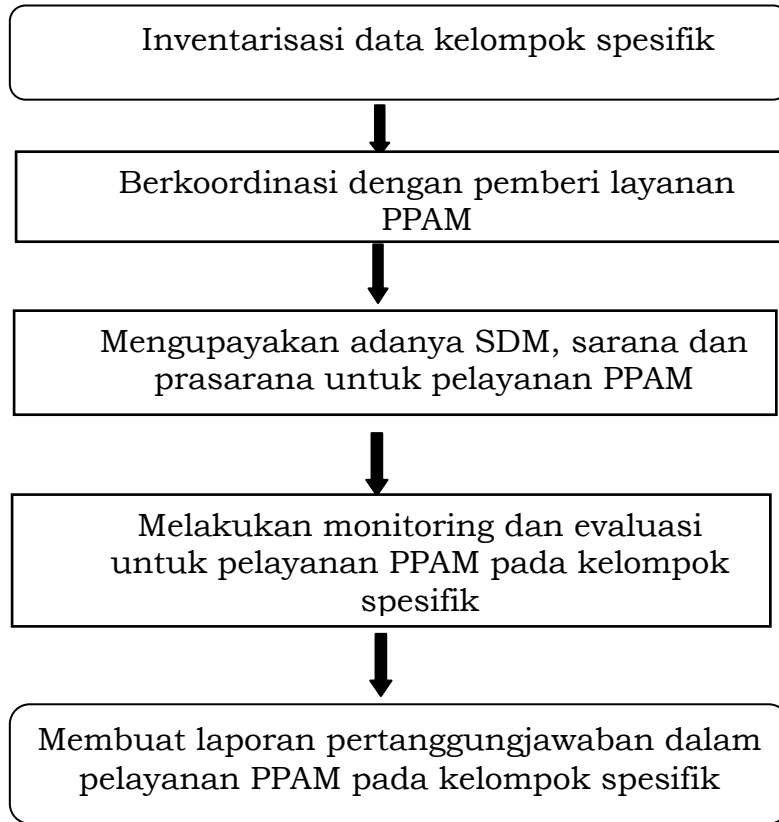 Inventarisasi data kelompok spesifik
Berkoordinasi dengan pemberi layanan
PPAM
Mengupayakan adanya SDM, sarana dan
prasarana untuk pelayanan PPAM
Melakukan monitoring dan evaluasi
untuk pelayanan PPAM pada kelompok
spesifik
Membuat laporan pertanggungjawaban dalam
pelayanan PPAM pada kelompok spesifik